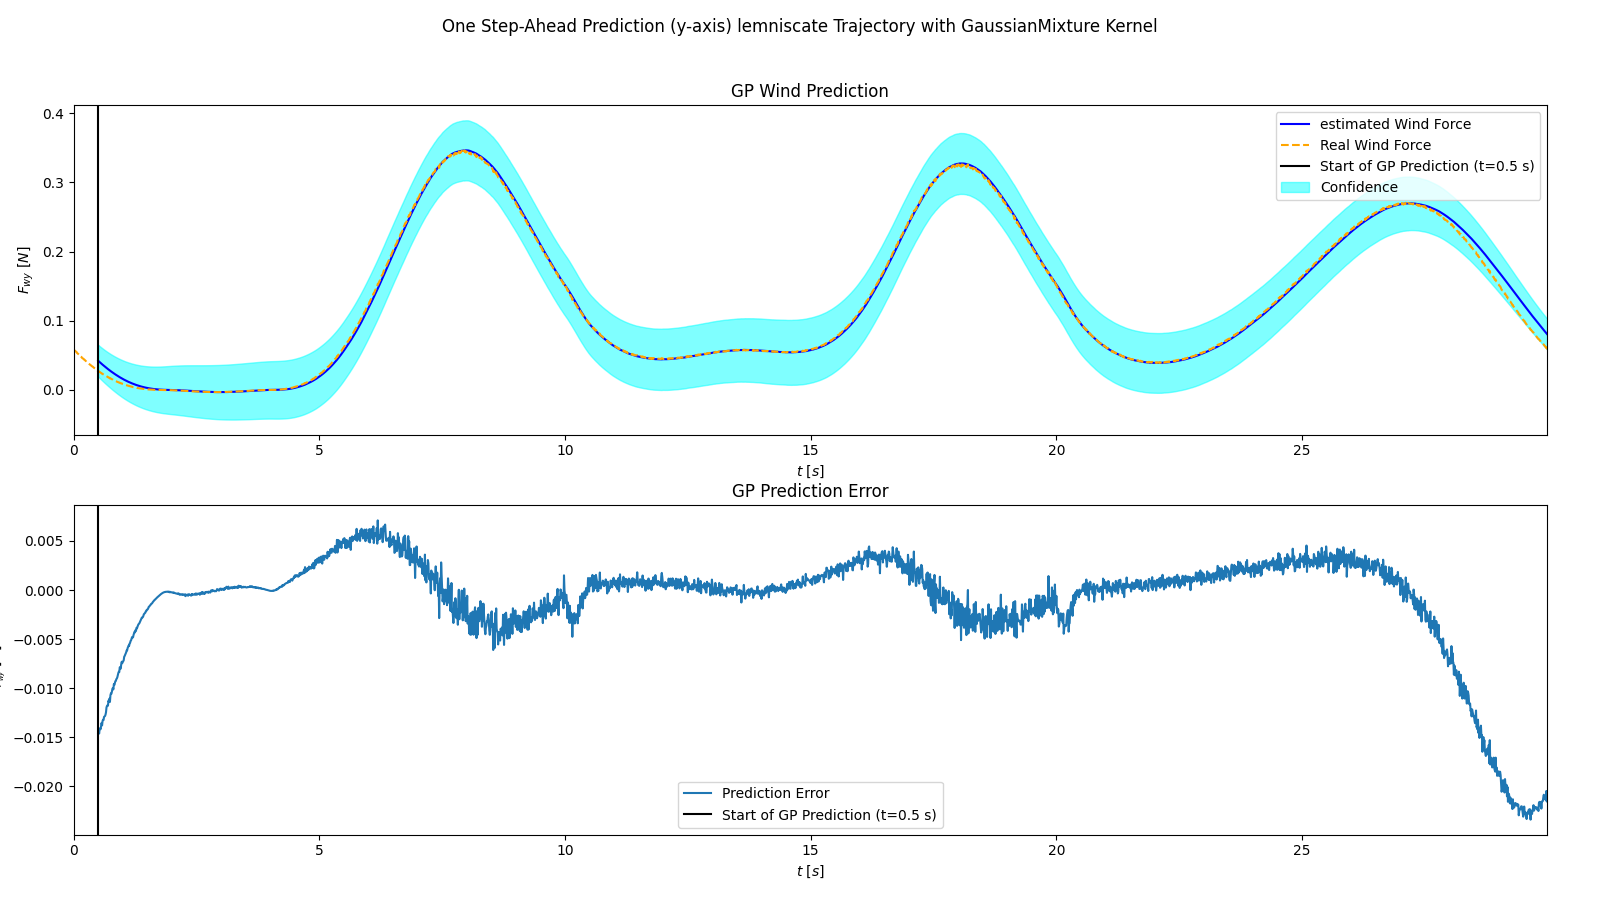 One Step-Ahead Prediction (y-axis) lemniscate Trajectory with GaussianMixture Kernel
GP Wind Prediction
0.4
0.3
0.2
0.1
0.0
F_wy [N]
estimated Wind Force
Real Wind Force
Start of GP Prediction (t=0.5 s)
Confidence
0 5 10 15 20 25
t [s]
GP Prediction Error
0.005
0.000
−0.005
−0.010
−0.015
−0.020
Prediction Error
Start of GP Prediction (t=0.5 s)
0 5 10 15 20 25
t [s]